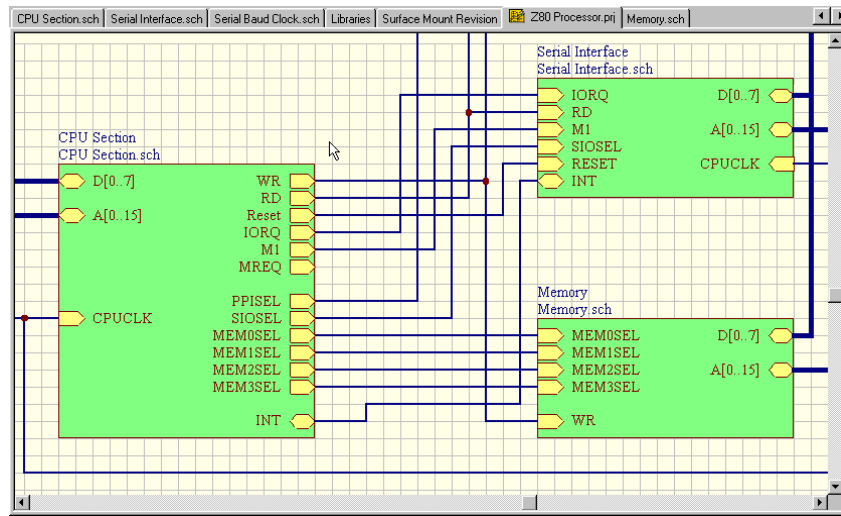 CPU Section.sch Serial Interface.sch Serial Baud Clock.sch Libraries Surface Mount Revision Z80 Processor.prj Memory.sch
CPU Section
CPU Section.sch
D[0..7] WR
RD
A[0..15] Reset
IORQ
M1
MREQ
PPISEL
CPUCLK SIOSEL
MEM0SEL
MEM1SEL
MEM2SEL
MEM3SEL
INT
Serial Interface
Serial Interface.sch
IORQ D[0..7]
RD
M1 A[0..15]
SIOSEL
RESET CPUCLK
INT
Memory
Memory.sch
MEM0SEL D[0..7]
MEM1SEL
MEM2SEL A[0..15]
MEM3SEL
WR